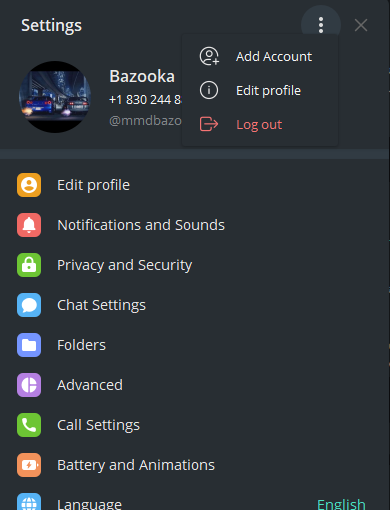 Settings
Add Account
Edit profile
Log out
Bazooka
+1 830 244 8
@mmdbazo
Edit profile
Notifications and Sounds
Privacy and Security
Chat Settings
Folders
Advanced
Call Settings
Battery and Animations
Language English